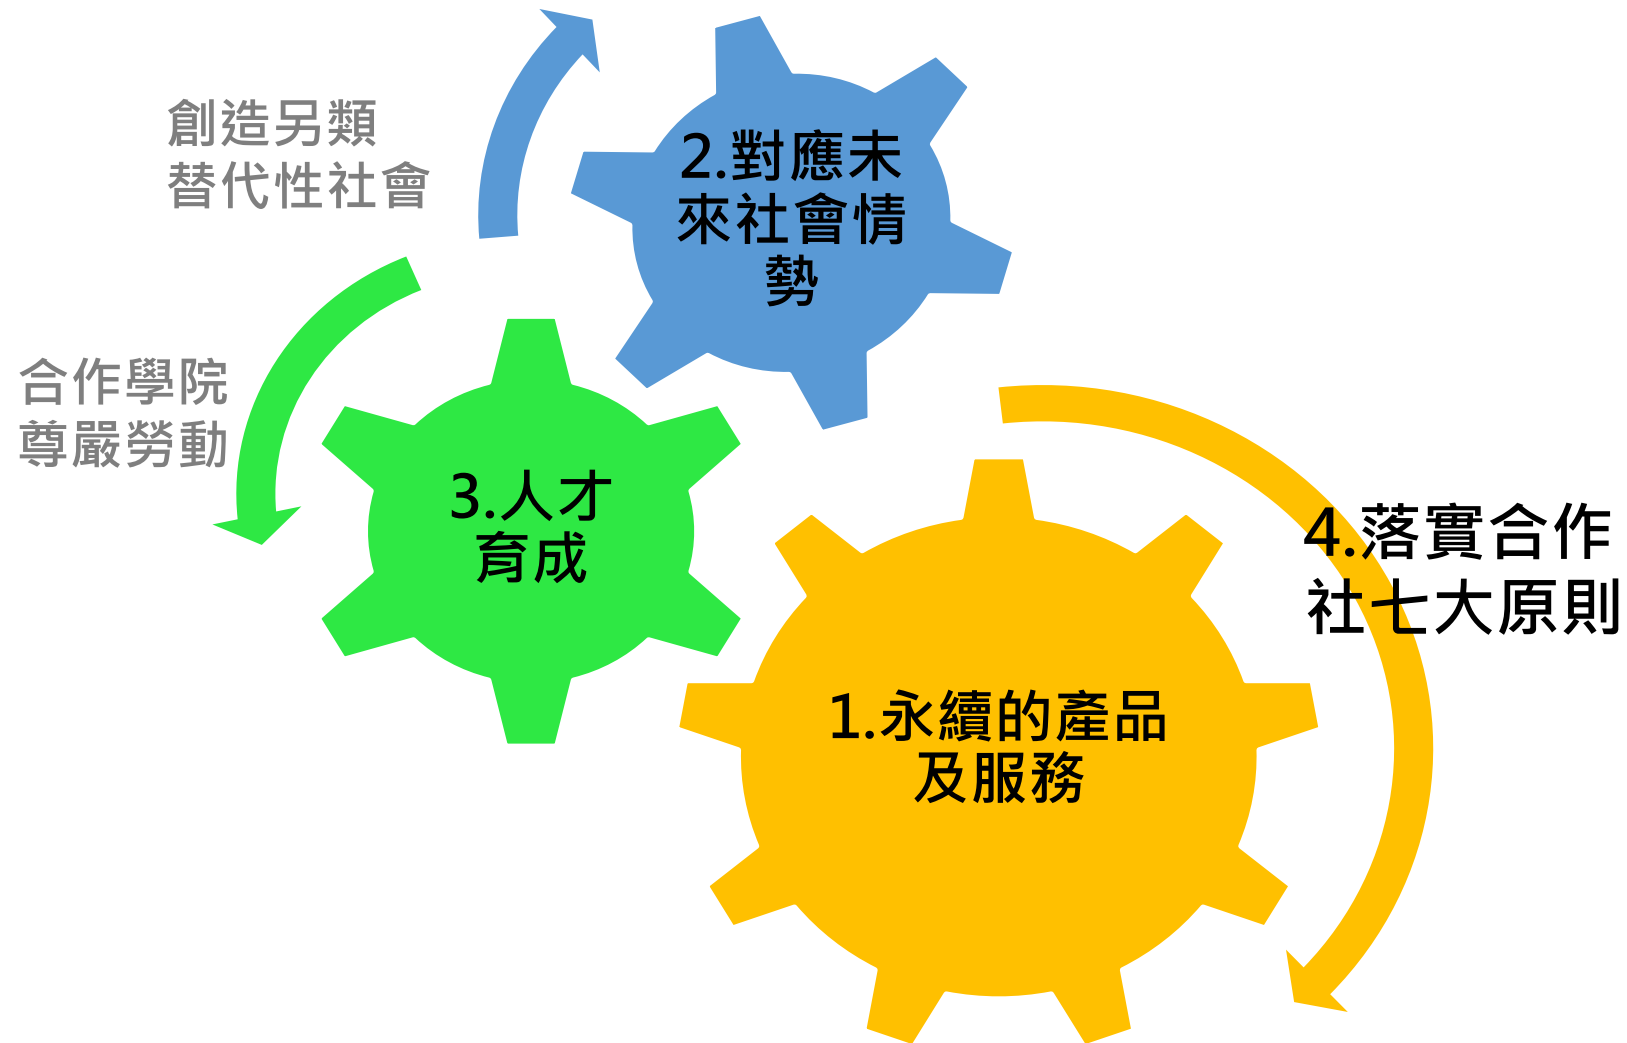 創造另類
替代性社會
2.對應未
來社會情
勢
合作學院
尊嚴勞動
3.人才
育成
4.落實合作
社七大原則
1.永續的產品
及服務